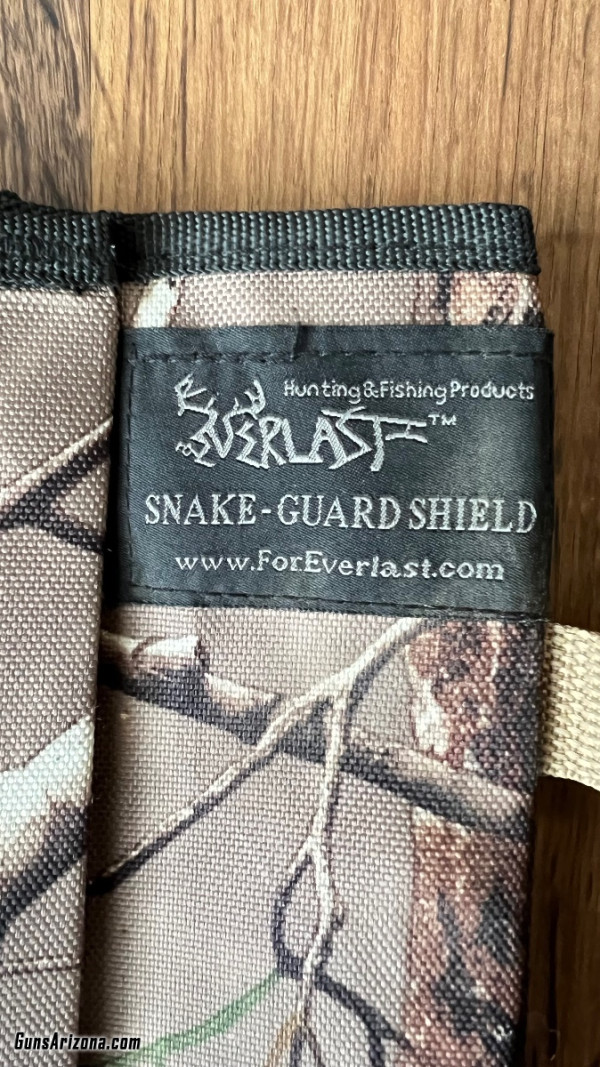 Hunting&Fishing Products
EVERLAST™
SNAKE-GUARD SHIELD
www.ForEverlast.com
GunsArizona.com